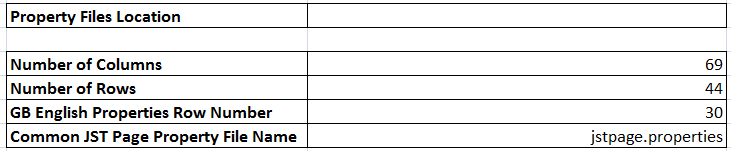 Property Files Location
Number of Columns 69
Number of Rows 44
GB English Properties Row Number 30
Common JST Page Property File Name jstpage.properties